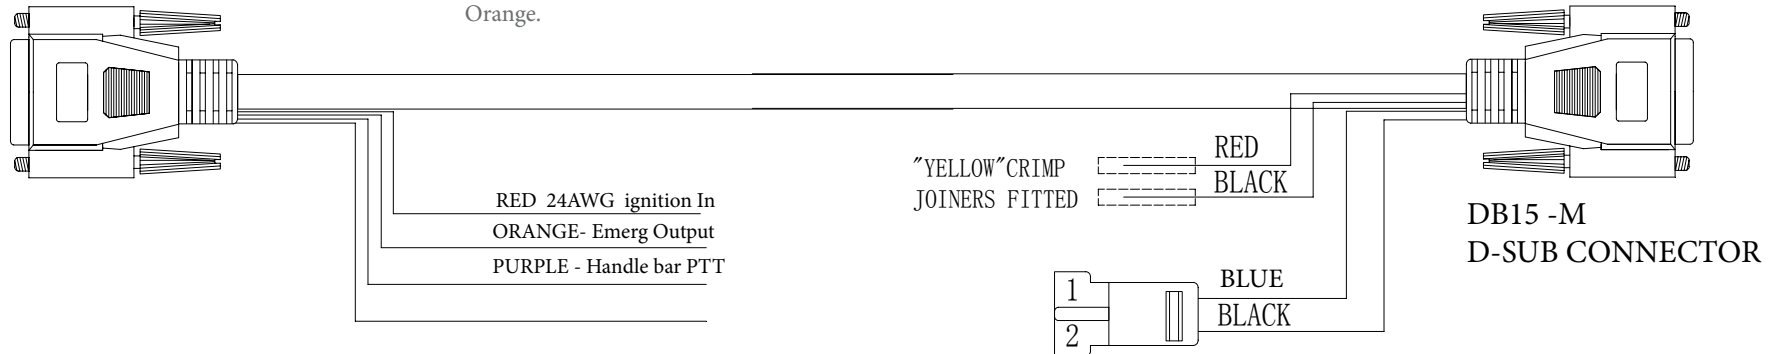 Orange.
RED 24AWG ignition In
ORANGE- Emerg Output
PURPLE - Handle bar PTT
"YELLOW"CRIMP
JOINERS FITTED
RED
BLACK
1
2
BLUE
BLACK
DB15 -M
D-SUB CONNECTOR